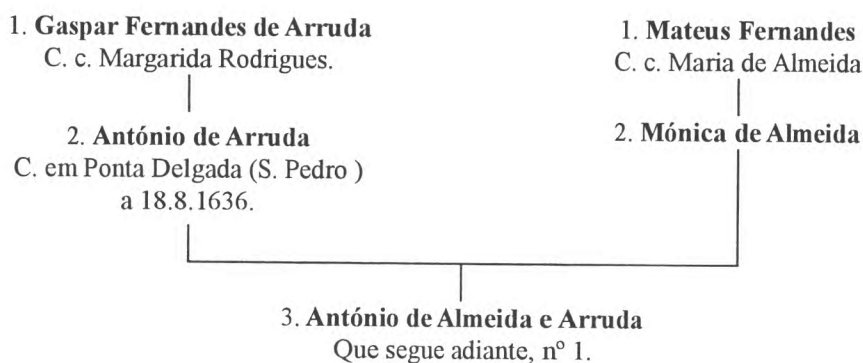 1. Gaspar Fernandes de Arruda
C. c. Margarida Rodrigues.
1. Mateus Fernandes
C. c. Maria de Almeida
2. António de Arruda
C. em Ponta Delgada (S. Pedro )
a 18.8.1636.
2. Mónica de Almeida
3. António de Almeida e Arruda
Que segue adiante, nº 1.